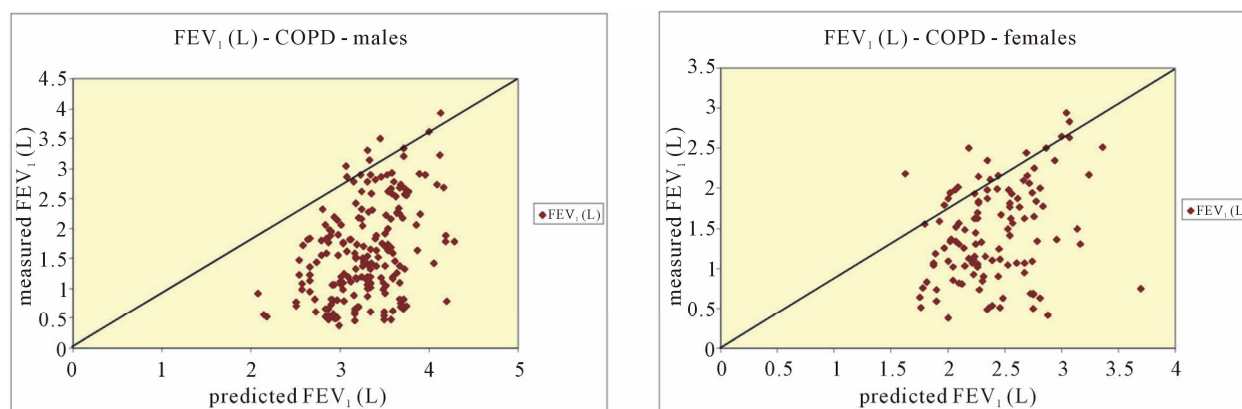 FEV₁ (L) - COPD - males
measured FEV₁ (L)
4.5
4
3.5
3
2.5
2
1.5
1
0.5
0
0 1 2 3 4 5
predicted FEV₁ (L)
FEV₁ (L)
FEV₁ (L) - COPD - females
measured FEV₁ (L)
3.5
3
2.5
2
1.5
1
0.5
0
0 0.5 1 1.5 2 2.5 3 3.5 4
predicted FEV₁ (L)
FEV₁ (L